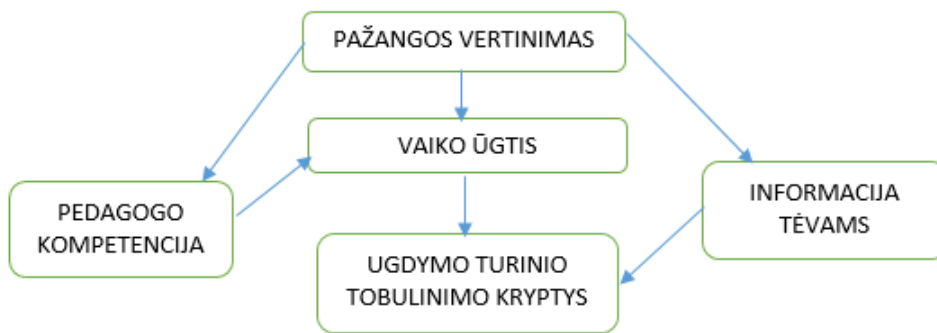 PAŽANGOS VERTINIMAS
VAIKO ŪGTIS
PEDAGOGO
KOMPETENCIJA
INFORMACIJA
TĖVAMS
UGDYMO TURINIO
TOBULINIMO KRYPTYS